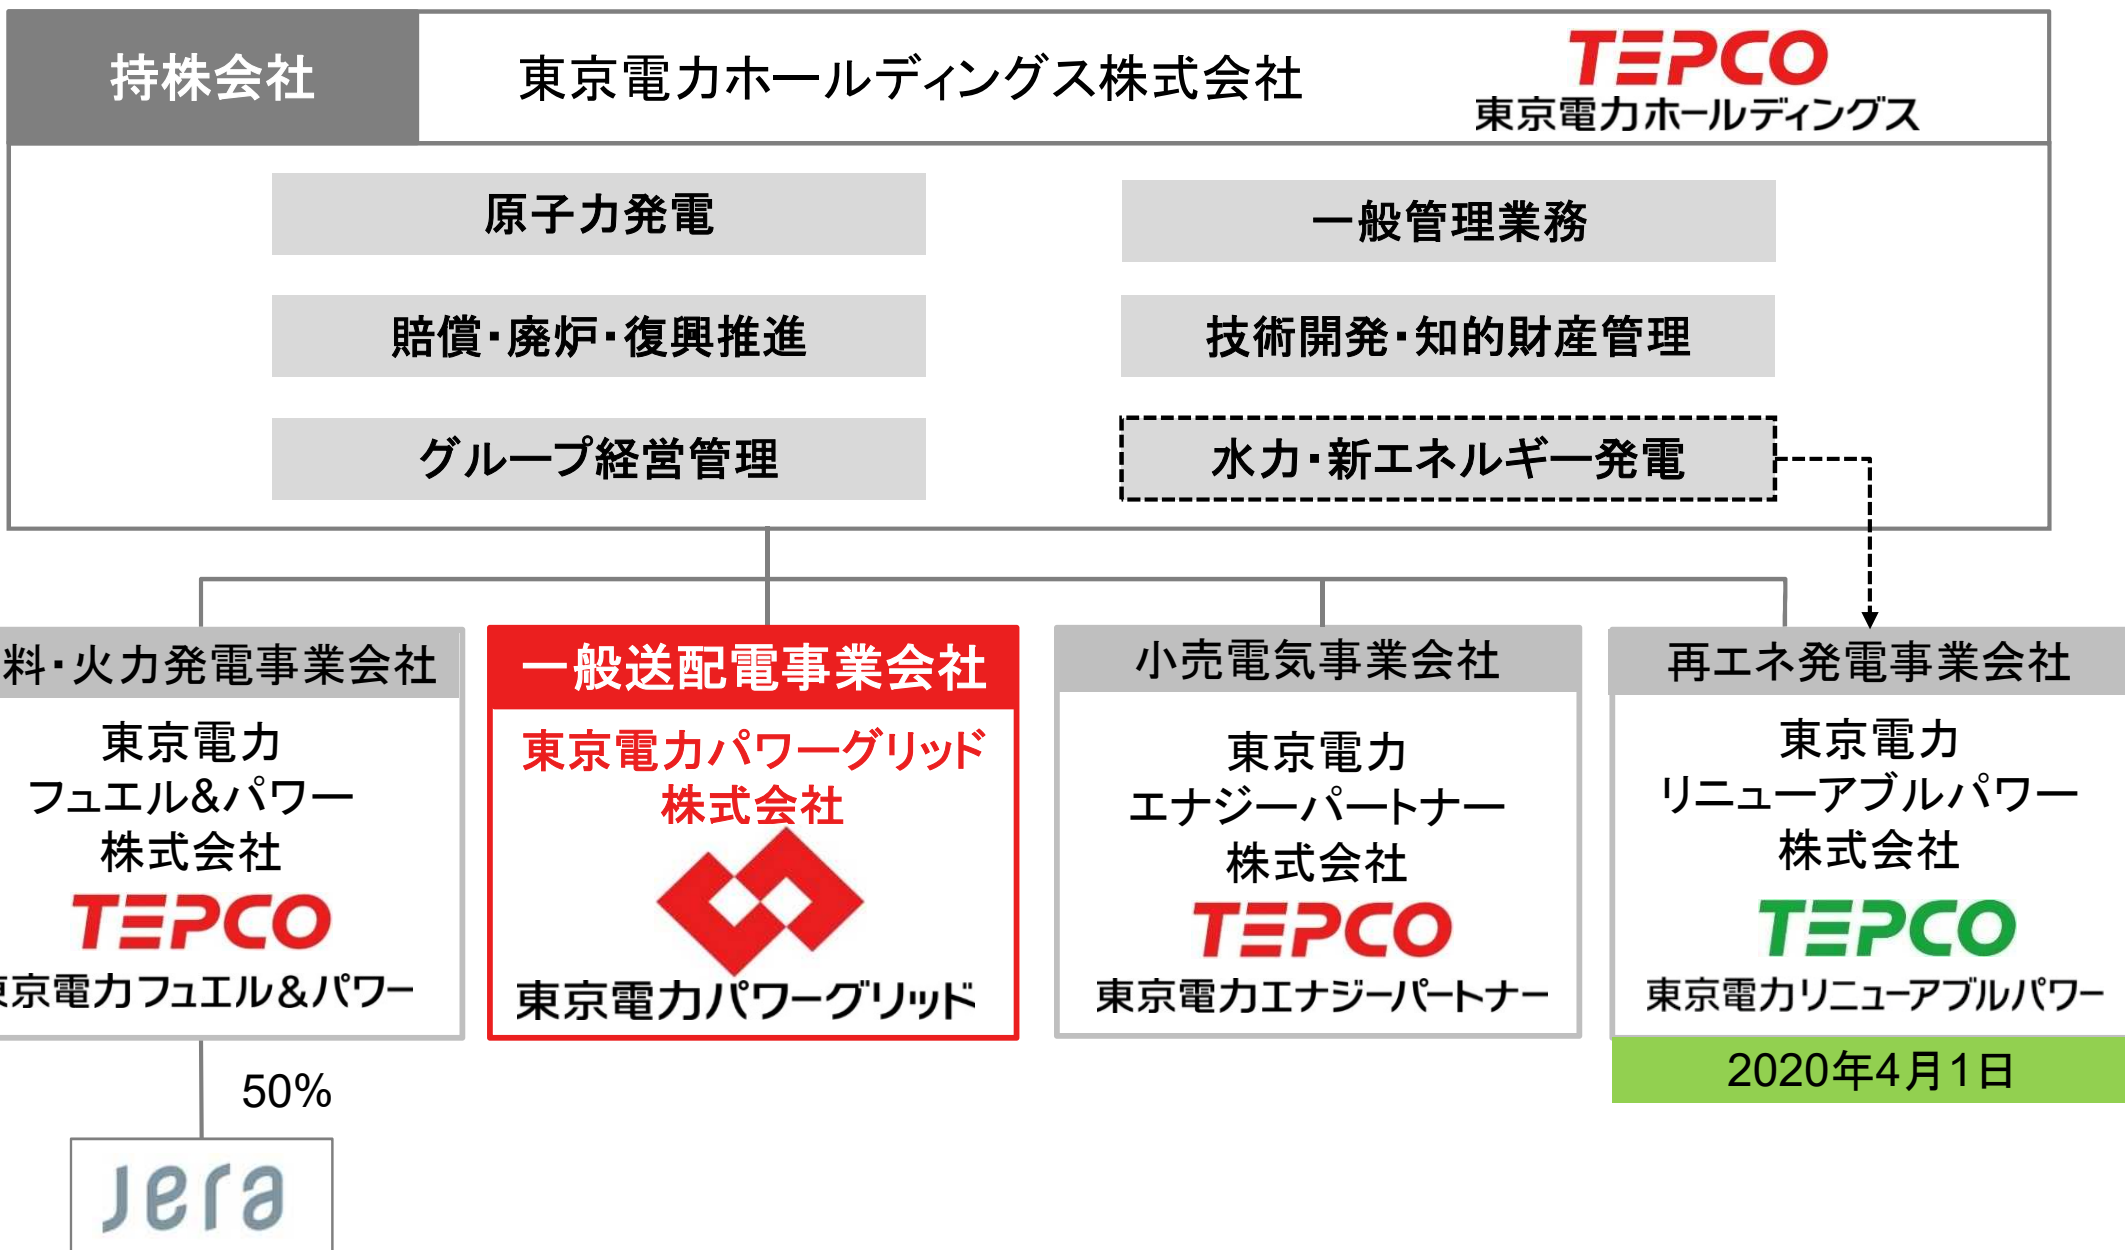 持株会社
東京電力ホールディングス株式会社
TEPCO
東京電力ホールディングス
原子力発電
一般管理業務
賠償・廃炉・復興推進
技術開発・知的財産管理
グループ経営管理
水力・新エネルギー発電
料・火力発電事業会社
東京電力
フュエル&パワー
株式会社
TEPCO
東京電力フュエル&パワー
50%
Jera
一般送配電事業会社
東京電力パワーグリッド
株式会社
東京電力パワーグリッド
小売電気事業会社
東京電力
エナジーパートナー
株式会社
TEPCO
東京電力エナジーパートナー
再エネ発電事業会社
東京電力
リニューアブルパワー
株式会社
TEPCO
東京電力リニューアブルパワー
2020年4月1日